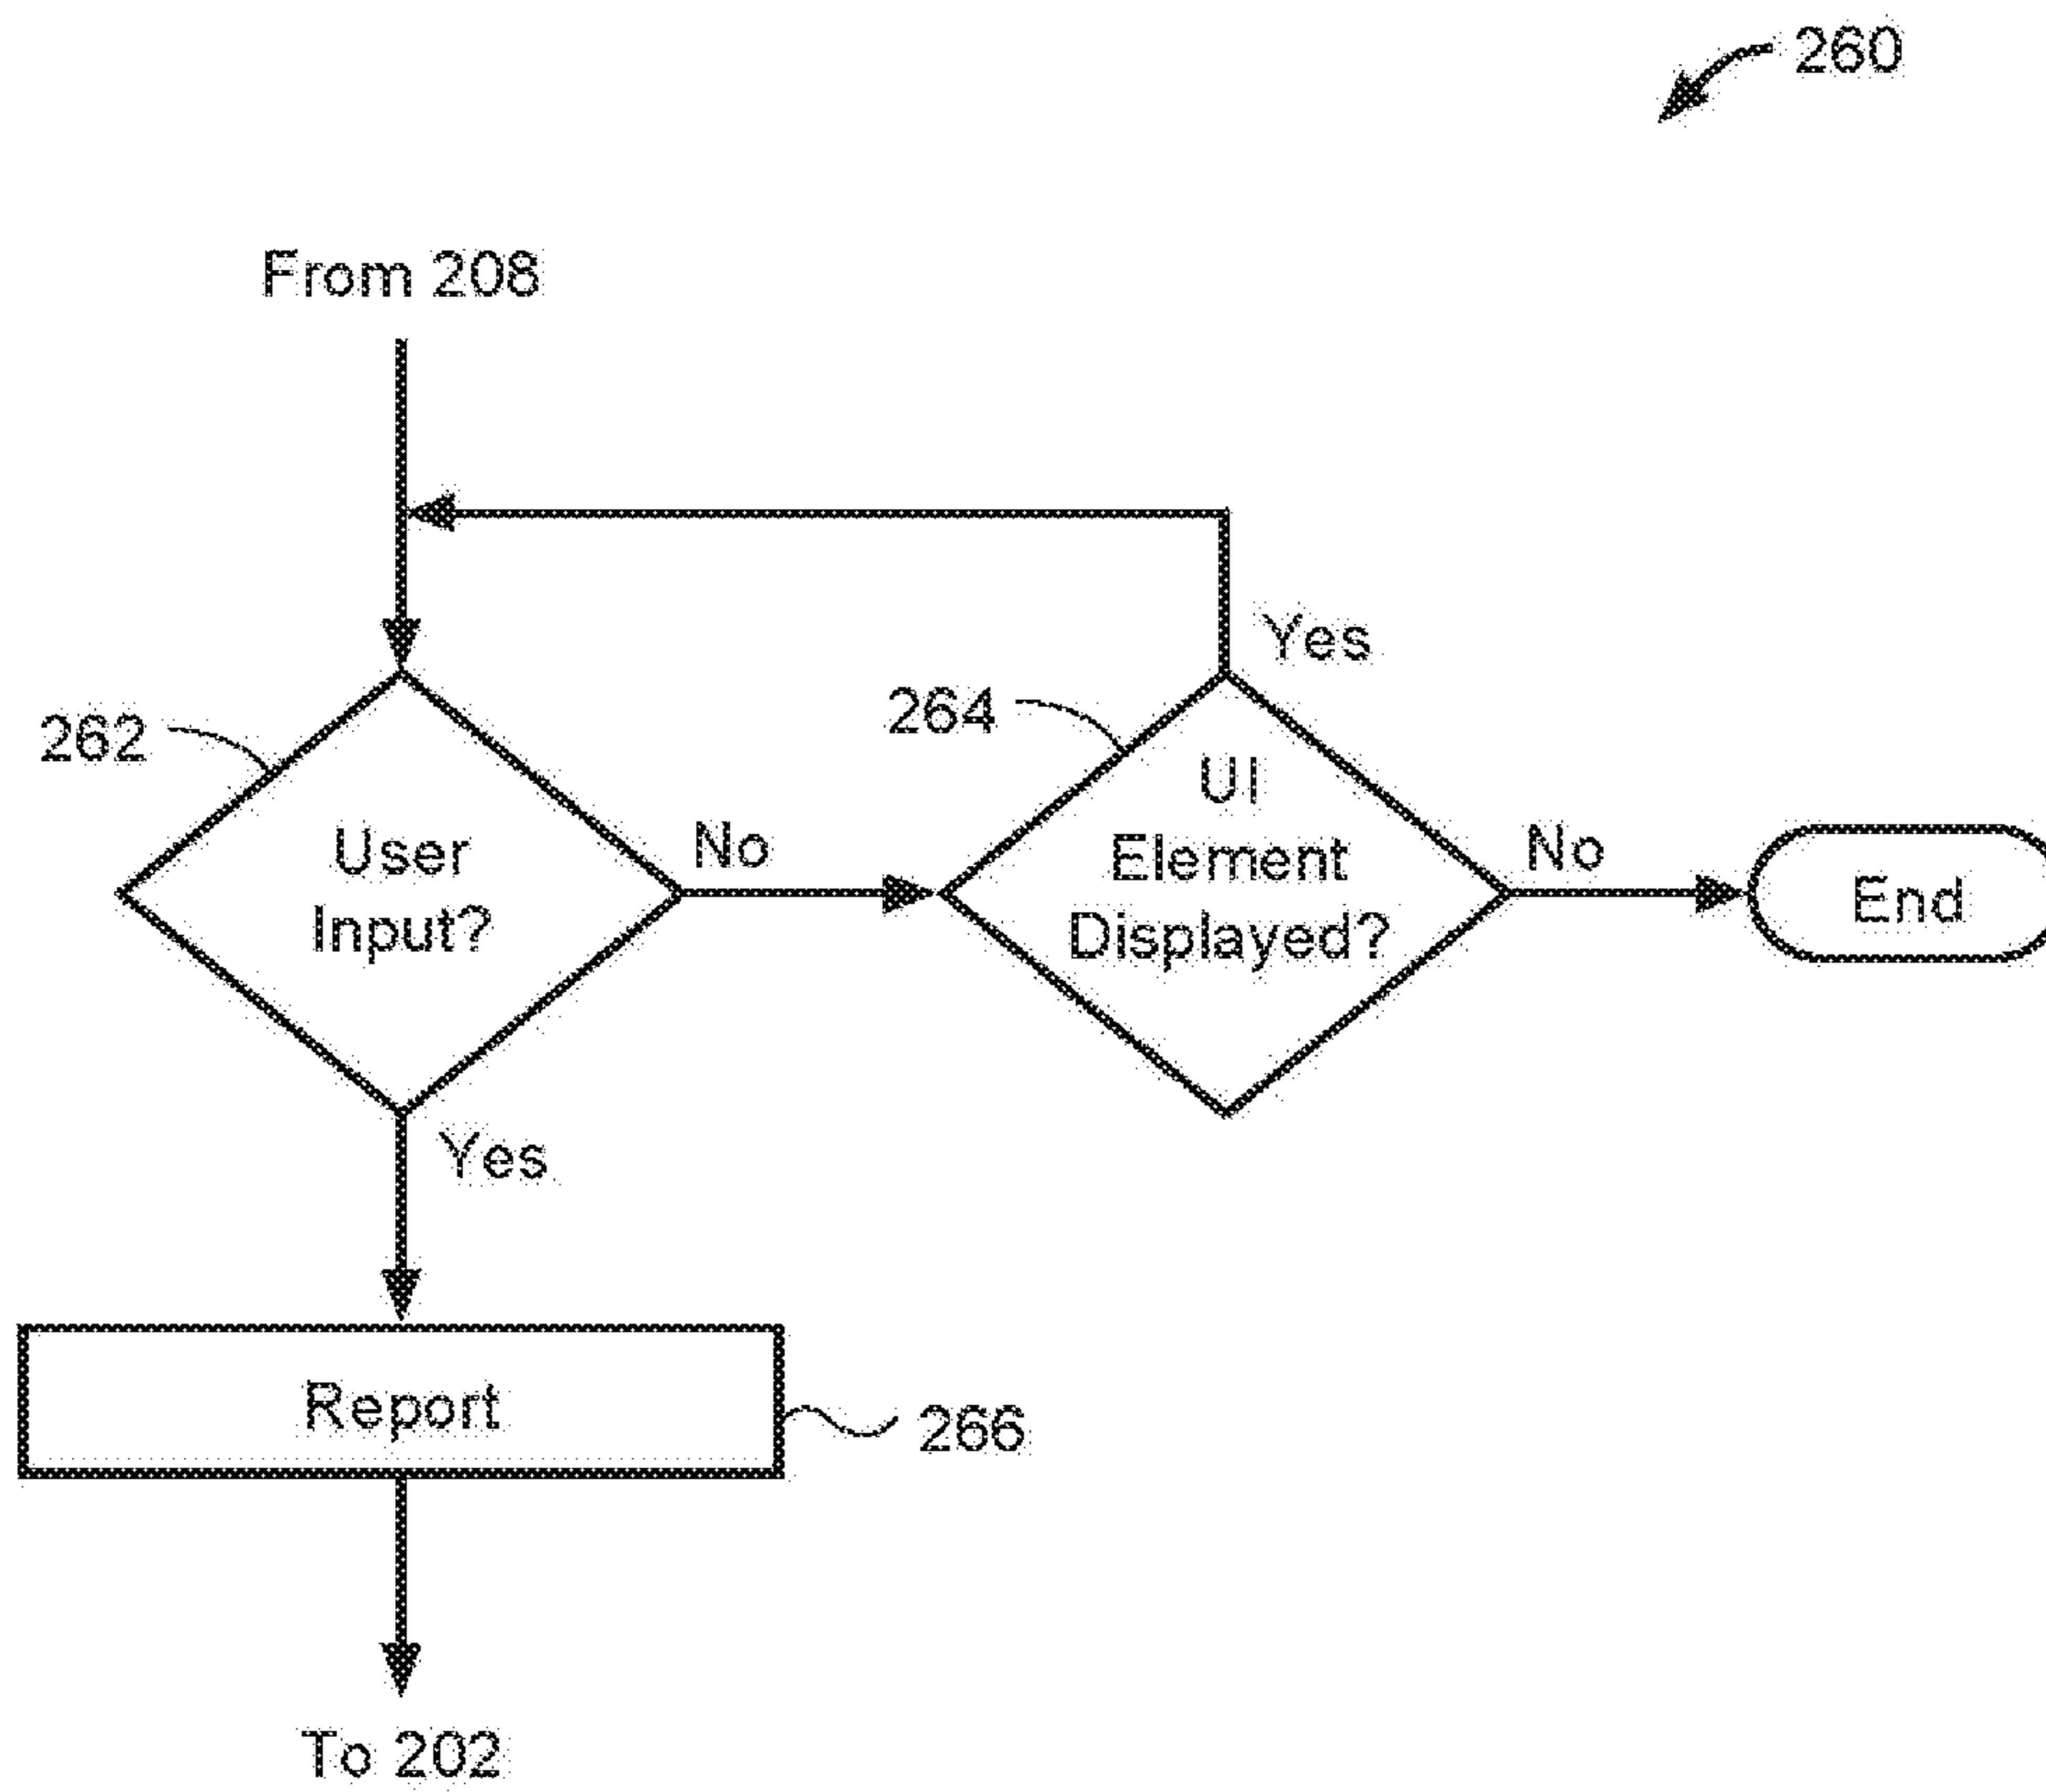 260
From 208
Yes
262
264
User
Input?
No
UI
Element
Displayed?
No
End
Yes
Report
266
To 202